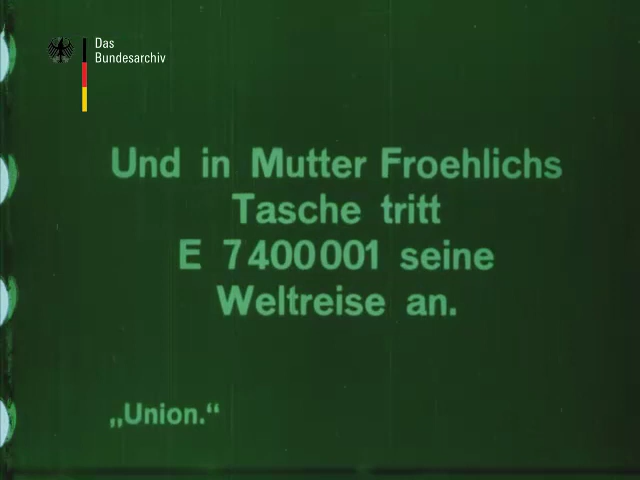 Das
Bundesarchiv
Und in Mutter Froehlichs
Tasche tritt
E 7400001 seine
Weltreise an.
„Union.“